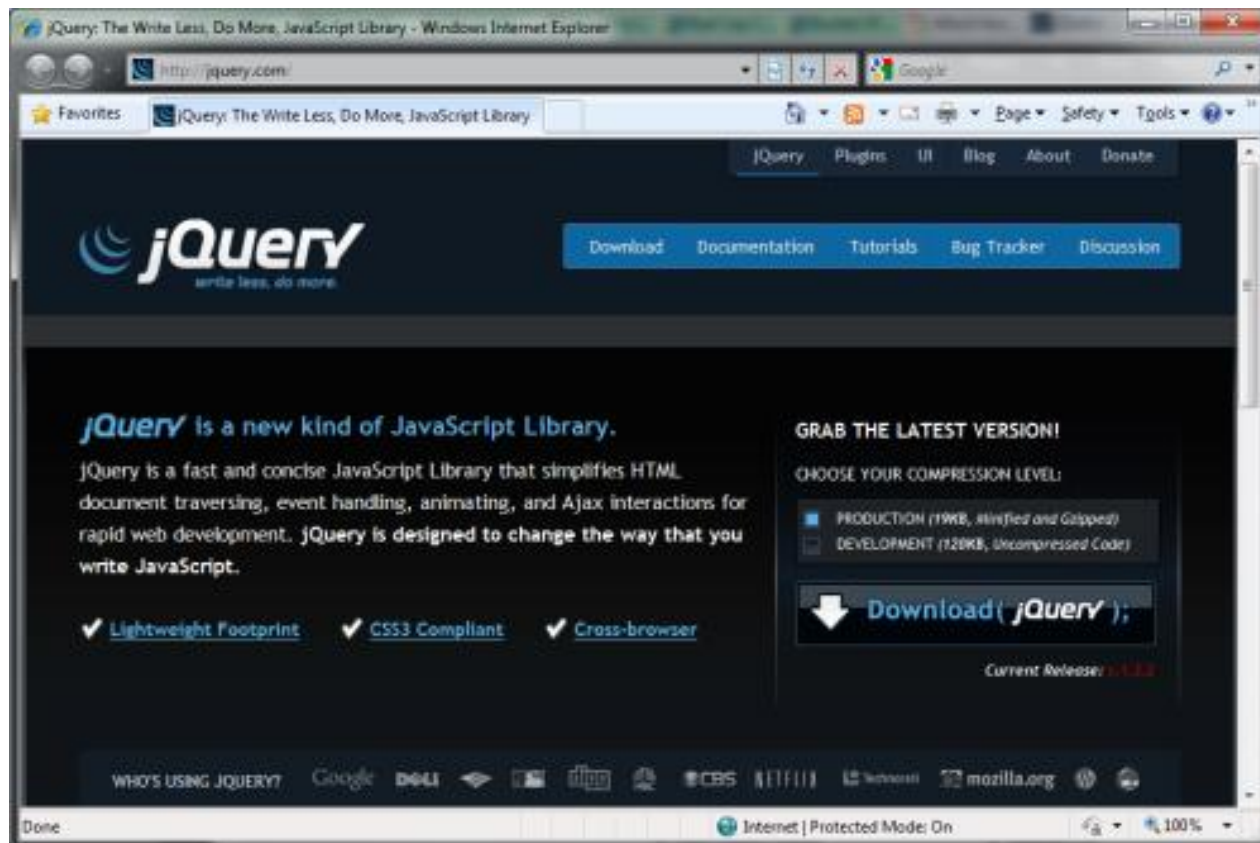 jQuery: The Write Less, Do More, JavaScript Library - Windows Internet Explorer
http://jquery.com/
Google
Favorites
jQuery: The Write Less, Do More, JavaScript Library
Page
Safety
Tools
jQuery Plugins UI Blog About Donate
jQuery
write less, do more.
Download Documentation Tutorials Bug Tracker Discussion
jQuery is a new kind of JavaScript Library.
jQuery is a fast and concise JavaScript Library that simplifies HTML
document traversing, event handling, animating, and Ajax interactions for
rapid web development. jQuery is designed to change the way that you
write JavaScript.
Lightweight Footprint CSS3 Compliant Cross-browser
GRAB THE LATEST VERSION!
CHOOSE YOUR COMPRESSION LEVEL:
PRODUCTION (19KB, Minified and Gzipped)
DEVELOPMENT (120KB, Uncompressed Code)
Download( jQuery );
Current Release:
WHO'S USING JQUERY? Google DELL CBS NETFLIX Technorati mozilla.org
Done
Internet | Protected Mode: On
100%